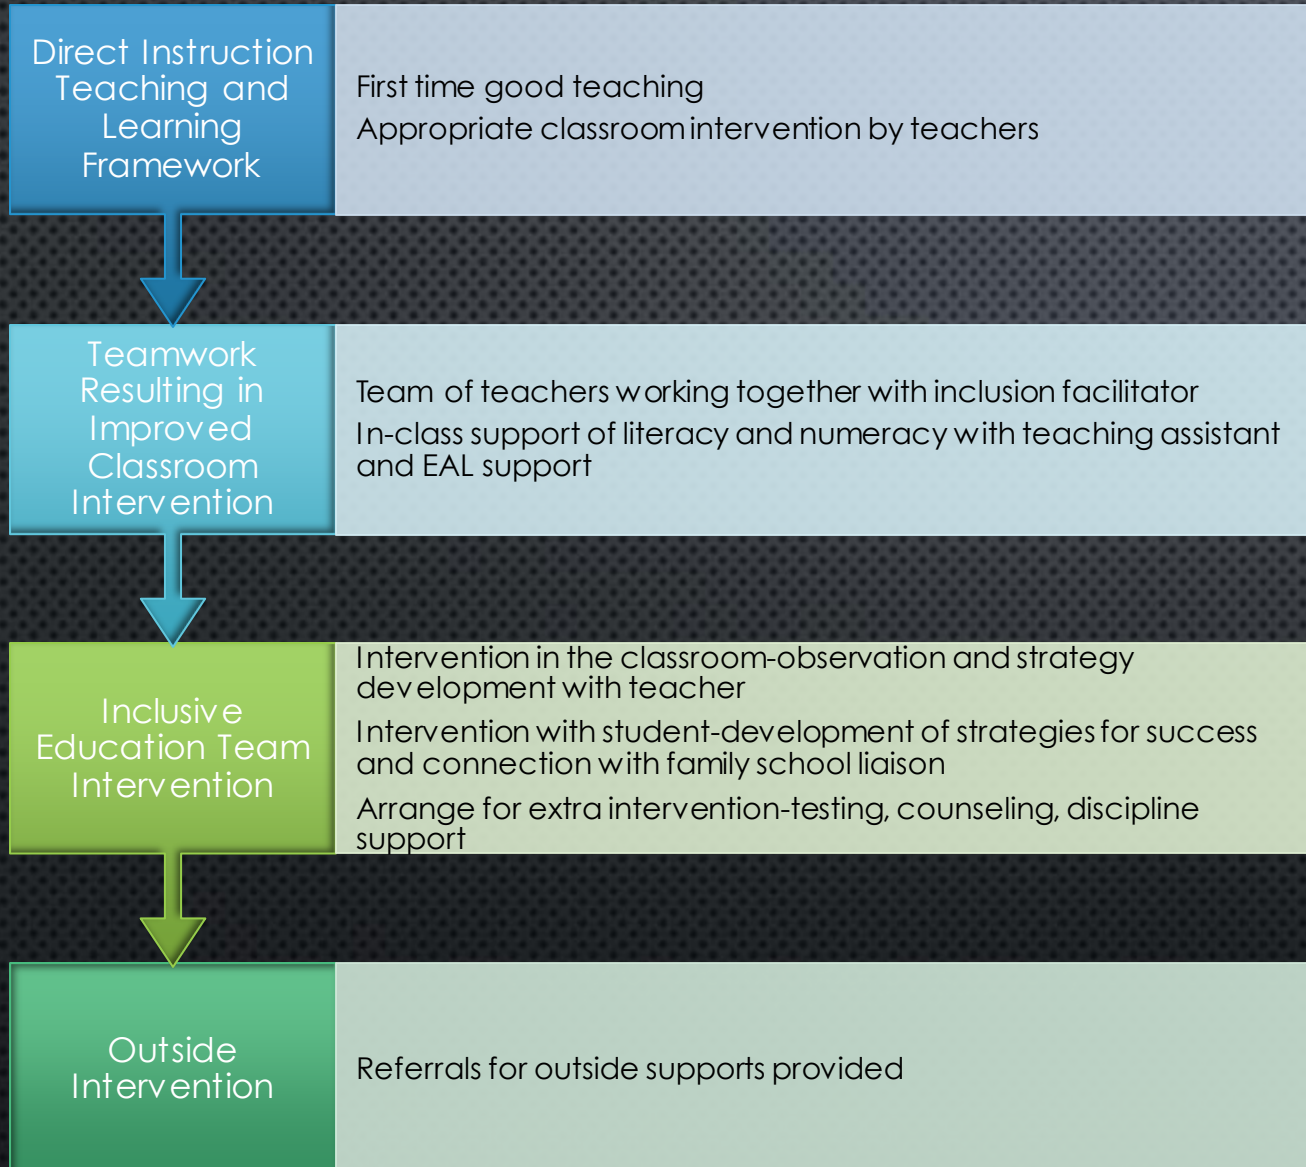 Direct Instruction
Teaching and
Learning
Framework
First time good teaching
Appropriate classroom intervention by teachers
Teamwork
Resulting in
Improved
Classroom
Intervention
Team of teachers working together with inclusion facilitator
In-class support of literacy and numeracy with teaching assistant
and EAL support
Inclusive
Education Team
Intervention
Intervention in the classroom-observation and strategy
development with teacher
Intervention with student-development of strategies for success
and connection with family school liaison
Arrange for extra intervention-testing, counseling, discipline
support
Outside
Intervention
Referrals for outside supports provided